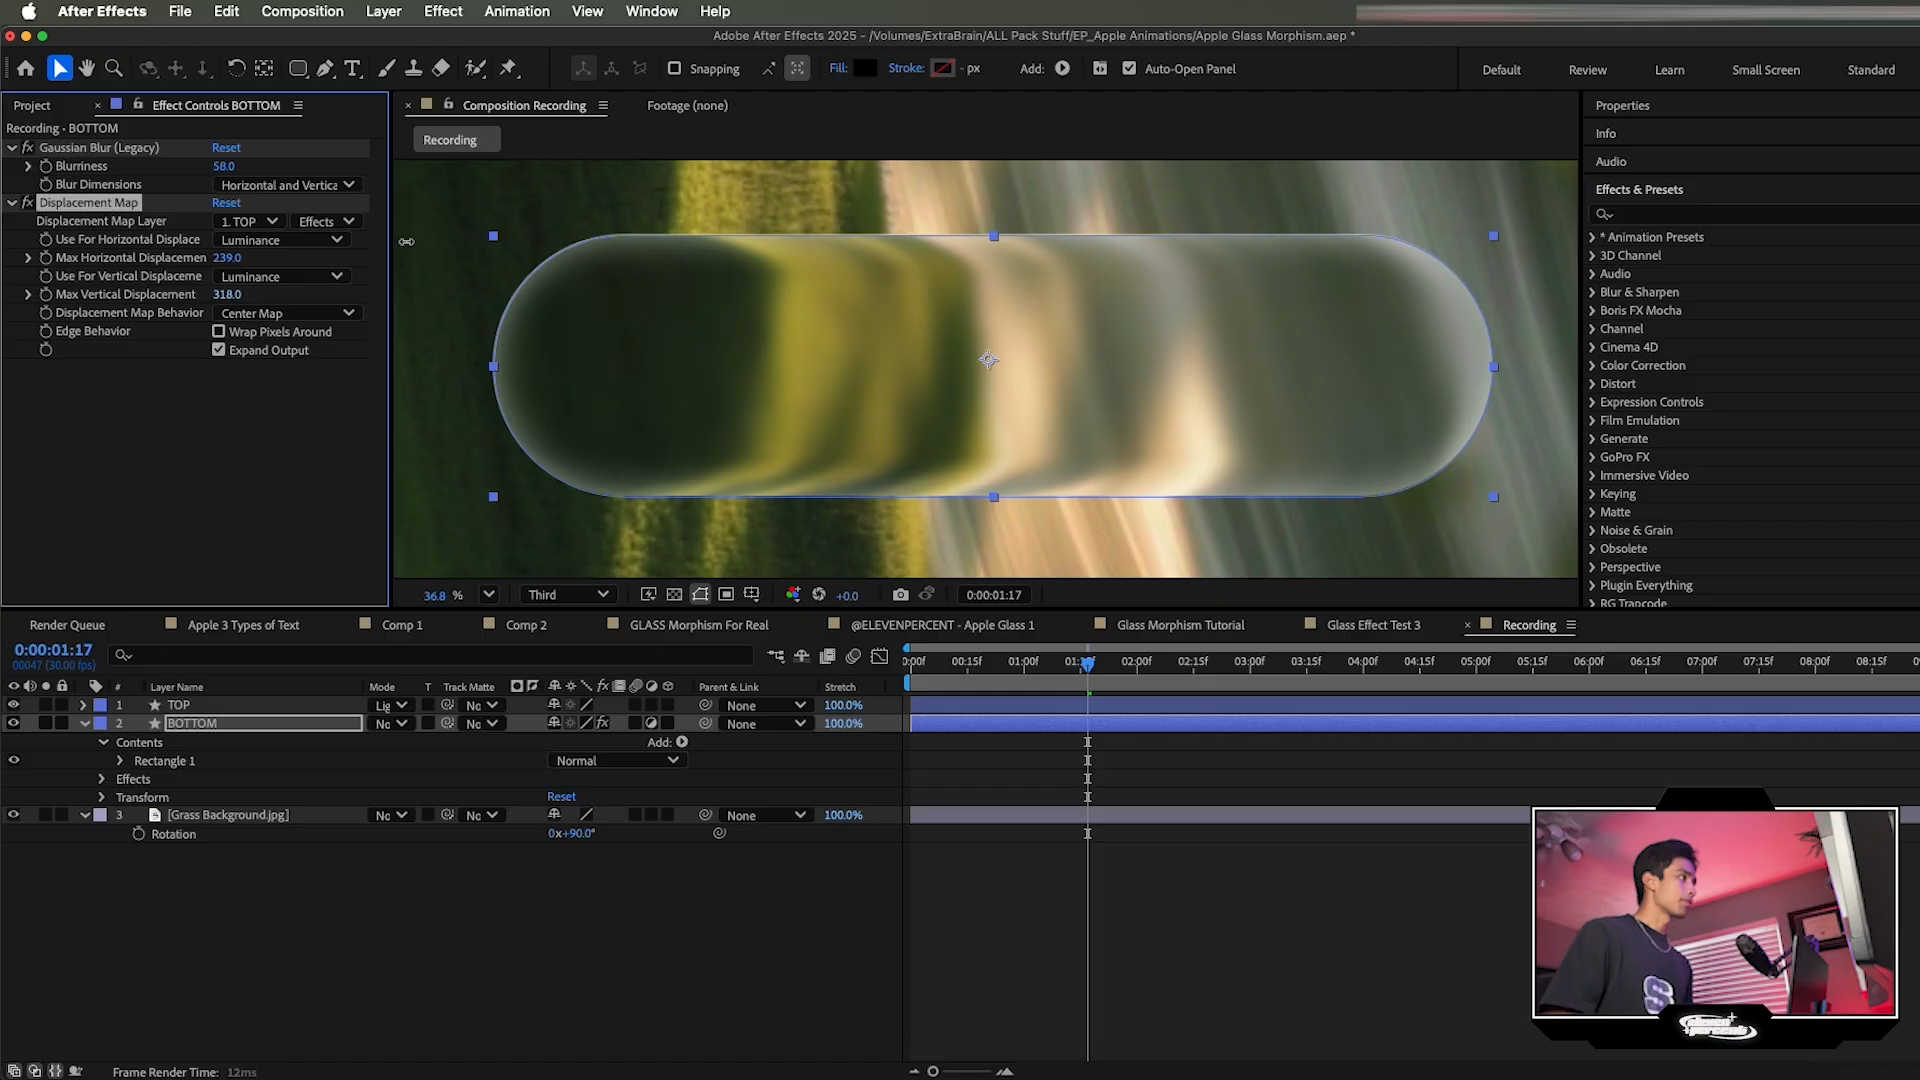 After Effects File Edit Composition Layer Effect Animation View Window Help
Adobe After Effects 2025 - /Volumes/ExtraBrain/ALL Pack Stuff/EP_Apple Animations/Apple Glass Morphism.aep *
Snapping Fill: Stroke: - px Add: Auto-Open Panel Default Review Learn Small Screen Standard
Project × Effect Controls BOTTOM
Recording • BOTTOM
fx Gaussian Blur (Legacy) Reset
Blurriness 58.0
Blur Dimensions Horizontal and Vertica
fx Displacement Map Reset
Displacement Map Layer 1. TOP Effects
Use For Horizontal Displace Luminance
Max Horizontal Displacemen 239.0
Use For Vertical Displaceme Luminance
Max Vertical Displacement 318.0
Displacement Map Behavior Center Map
Edge Behavior Wrap Pixels Around
Expand Output
× Composition Recording Footage (none)
Recording
36.8 % Third +0.0 0:00:01:17
Properties
Info
Audio
Effects & Presets
* Animation Presets
3D Channel
Audio
Blur & Sharpen
Boris FX Mocha
Channel
Cinema 4D
Color Correction
Distort
Expression Controls
Film Emulation
Generate
GoPro FX
Immersive Video
Keying
Matte
Noise & Grain
Obsolete
Perspective
Plugin Everything
RG Trapcode
Render Queue Apple 3 Types of Text Comp 1 Comp 2 GLASS Morphism For Real @ELEVENPERCENT - Apple Glass 1 Glass Morphism Tutorial Glass Effect Test 3 × Recording
0:00:01:17
00047 (30.00 fps)
00f 00:15f 01:00f 02:00f 02:15f 03:00f 03:15f 04:00f 04:15f 05:00f 05:15f 06:00f 06:15f 07:00f 07:15f 08:00f 08:15f
# Layer Name Mode T Track Matte fx Parent & Link Stretch
1 TOP Lig Nc None 100.0%
2 BOTTOM Nc Nc fx None 100.0%
Contents Add:
Rectangle 1 Normal
Effects
Transform Reset
3 [Grass Background.jpg] Nc Nc None 100.0%
Rotation 0x+90.0°
Frame Render Time: 12ms